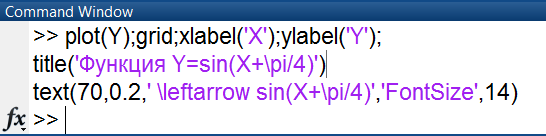 Command Window
>> plot(Y);grid;xlabel('X');ylabel('Y');
title('Функция Y=sin(X+\pi/4)')
text(70,0.2,' \leftarrow sin(X+\pi/4)','FontSize',14)
fx >>